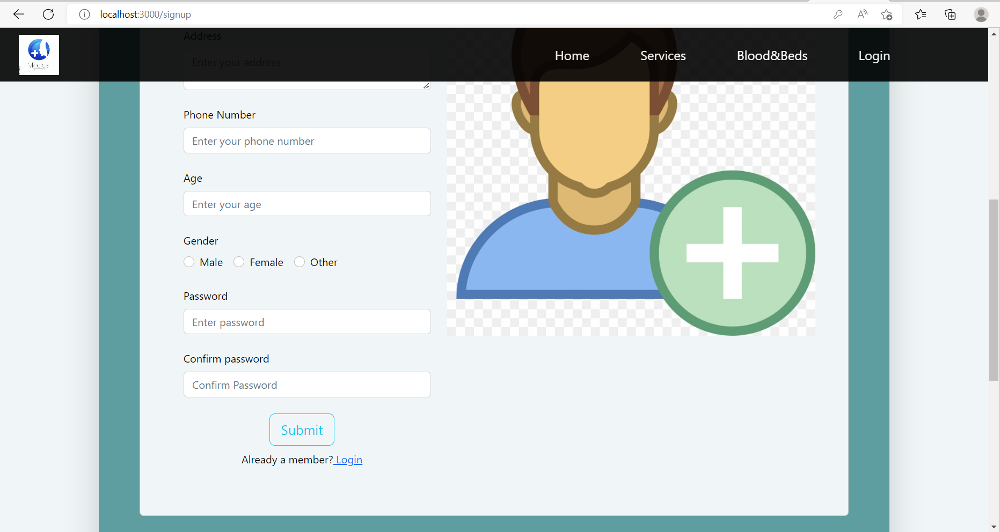 localhost:3000/signup
Address
Enter your address
Medica
Home Services Blood&Beds Login
Phone Number
Enter your phone number
Age
Enter your age
Gender
Male Female Other
Password
Enter password
Confirm password
Confirm Password
Submit
Already a member? Login